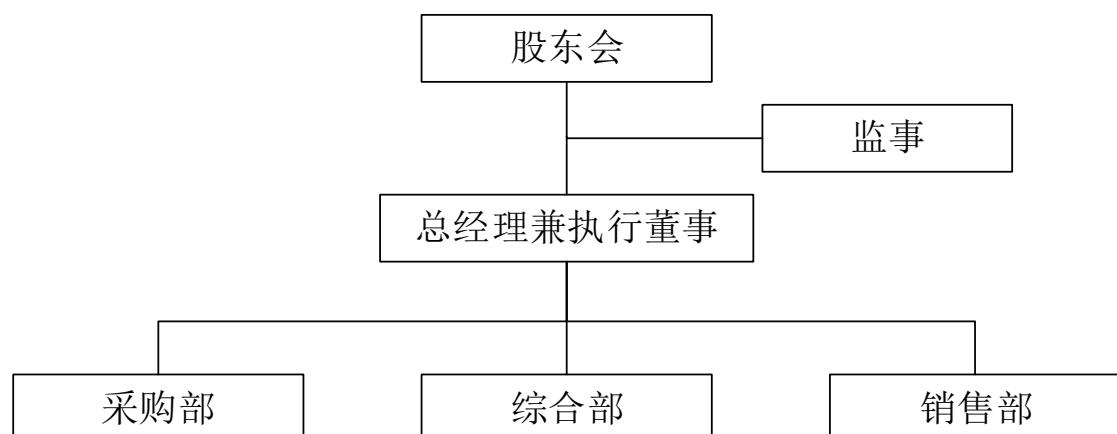 股东会
监事
总经理兼执行董事
采购部
综合部
销售部